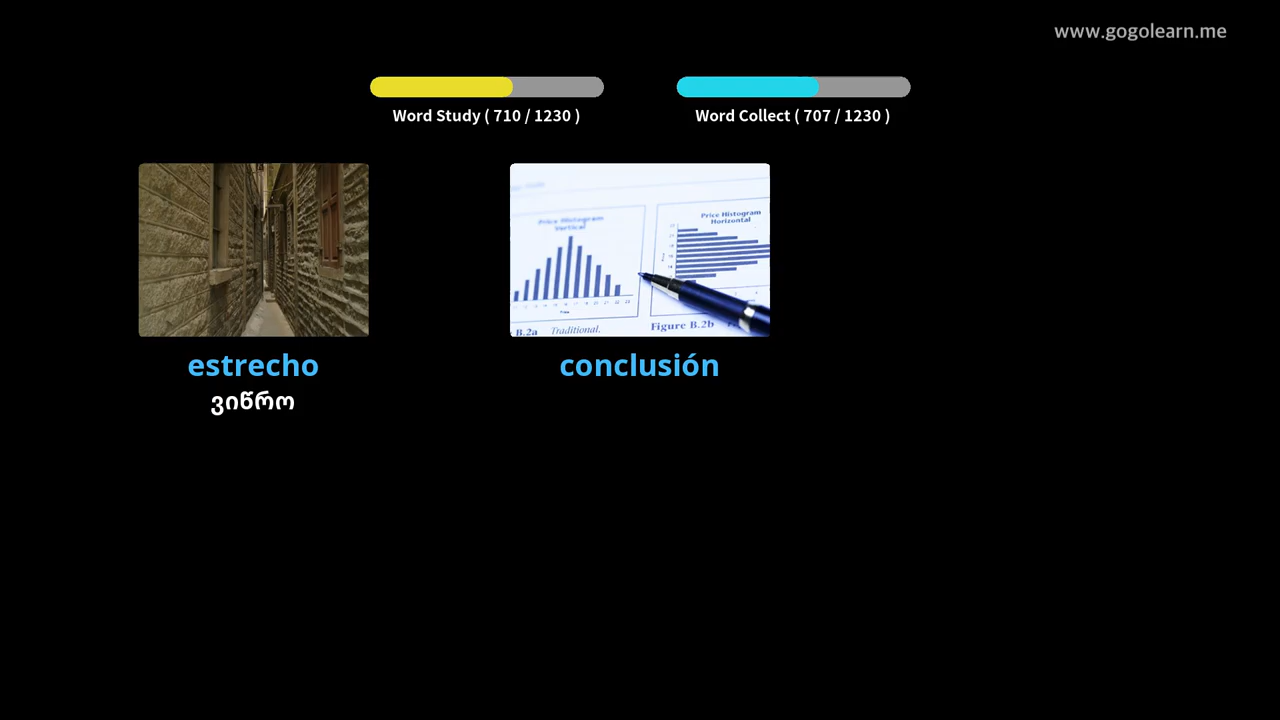 www.gogolearn.me
Word Study ( 710 / 1230 )
Word Collect ( 707 / 1230 )
Price Histogram
Vertical
Price Histogram
Horizontal
B.2a Traditional.
Figure B.2b
estrecho
ვიწრო
conclusión